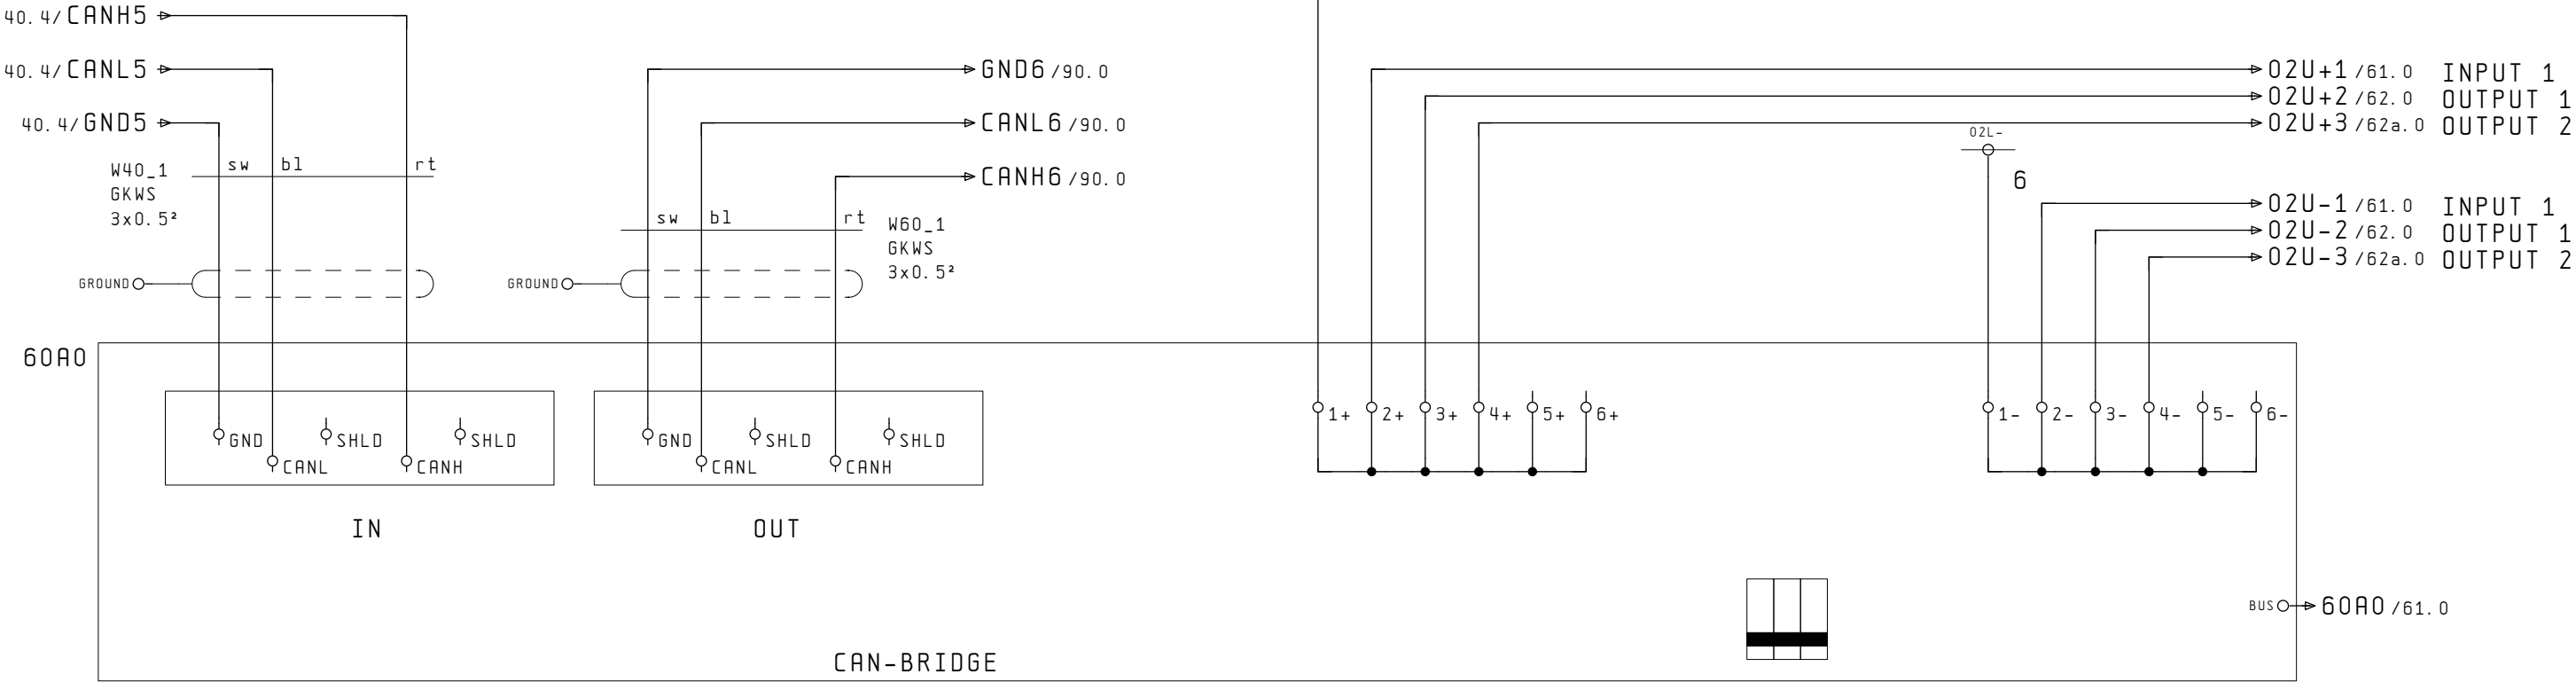 40.4/CANH5
40.4/CANL5
40.4/GND5
W40_1
GKWS
3x0.5²
sw bl rt
GROUND
GND6/90.0
CANL6/90.0
CANH6/90.0
sw bl rt
W60_1
GKWS
3x0.5²
GROUND
02U+1/61.0 INPUT 1
02U+2/62.0 OUTPUT 1
02U+3/62a.0 OUTPUT 2
02L-
6
02U-1/61.0 INPUT 1
02U-2/62.0 OUTPUT 1
02U-3/62a.0 OUTPUT 2
60A0
GND SHLD SHLD
CANL CANH
IN
GND SHLD SHLD
CANL CANH
OUT
1+ 2+ 3+ 4+ 5+ 6+
1- 2- 3- 4- 5- 6-
BUS 60A0/61.0
CAN-BRIDGE